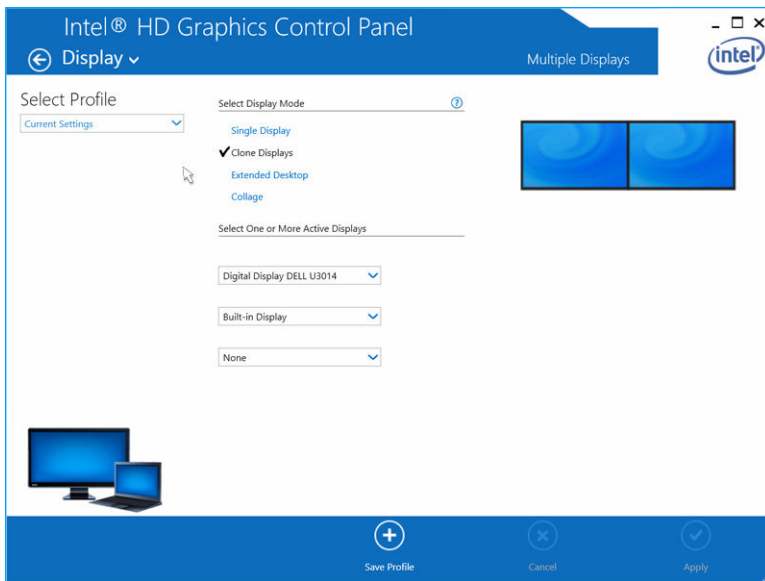 Intel® HD Graphics Control Panel
Display
Multiple Displays
intel
Select Profile
Current Settings
Select Display Mode
?
Single Display
Clone Displays
Extended Desktop
Collage
Select One or More Active Displays
Digital Display DELL U3014
Built-in Display
None
Save Profile
Cancel
Apply